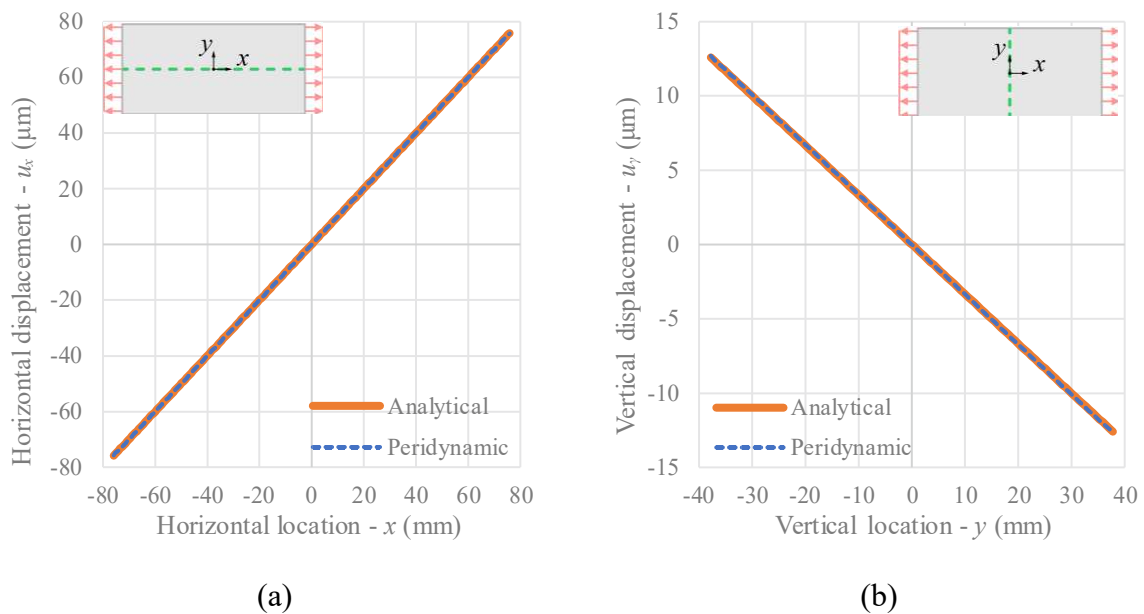 80
60
40
20
0
-20
-40
-60
-80
-80 -60 -40 -20 0 20 40 60 80
Horizontal displacement - uₓ (μm)
Horizontal location - x (mm)
y
x
Analytical
Peridynamic
(a)
15
10
5
0
-5
-10
-15
-40 -30 -20 -10 0 10 20 30 40
Vertical displacement - uᵧ (μm)
Vertical location - y (mm)
y
x
Analytical
Peridynamic
(b)